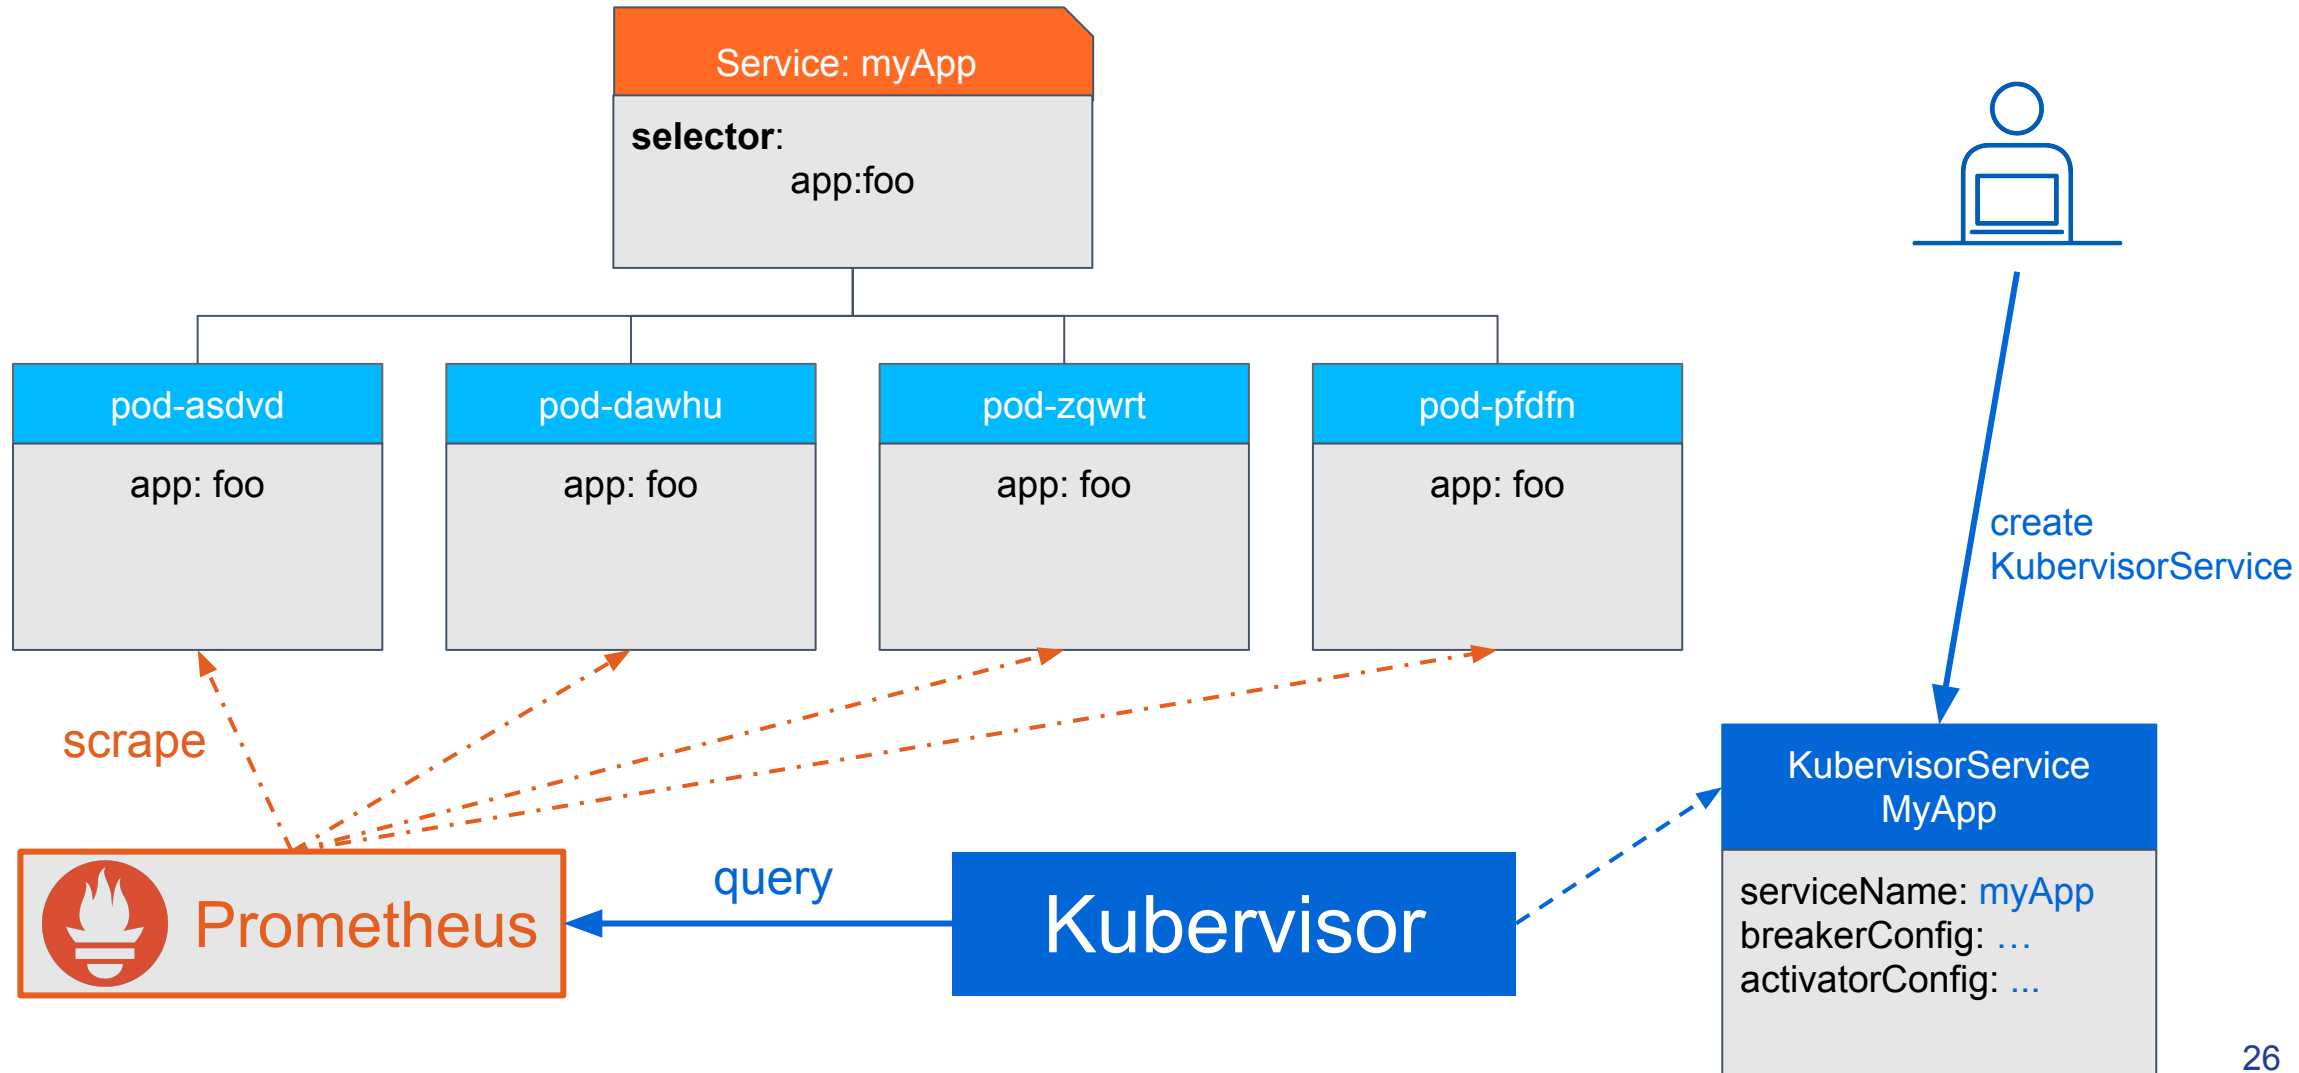 Service: myApp
selector:
app:foo
pod-asdvd
pod-dawhu
pod-zqwrt
pod-pfdfn
app: foo
app: foo
app: foo
app: foo
create
KubervisorService
scrape
KubervisorService
MyApp
Prometheus
query
Kubervisor
serviceName: myApp
breakerConfig: …
activatorConfig: ...
26